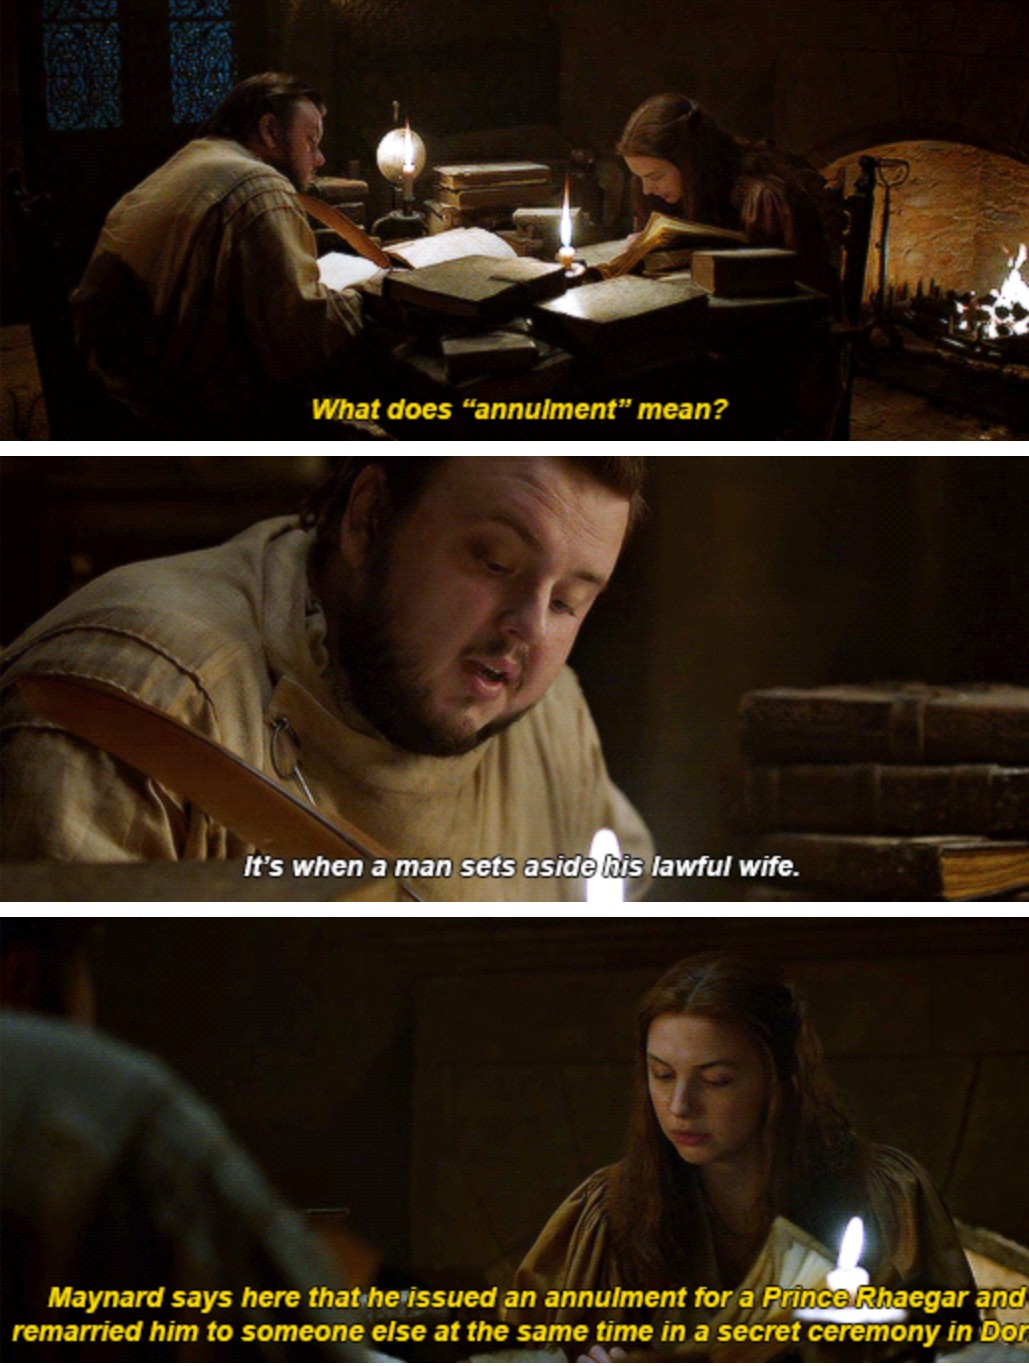 What does “annulment” mean?
It’s when a man sets aside his lawful wife.
Maynard says here that he issued an annulment for a Prince Rhaegar and
remarried him to someone else at the same time in a secret ceremony in Dor